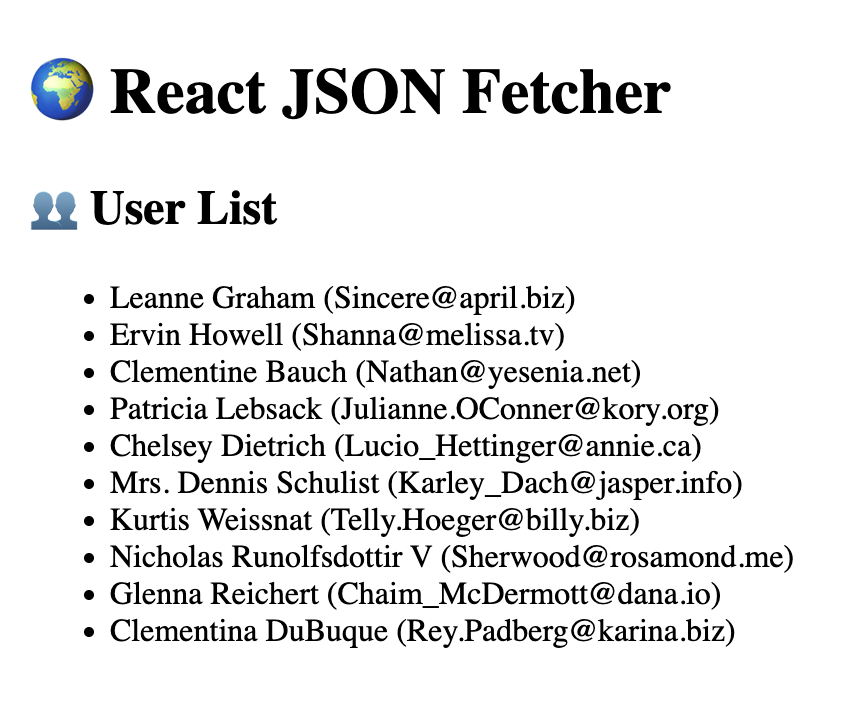 🌍 React JSON Fetcher
👥 User List
• Leanne Graham (Sincere@april.biz)
• Ervin Howell (Shanna@melissa.tv)
• Clementine Bauch (Nathan@yesenia.net)
• Patricia Lebsack (Julianne.OConner@kory.org)
• Chelsey Dietrich (Lucio_Hettinger@annie.ca)
• Mrs. Dennis Schulist (Karley_Dach@jasper.info)
• Kurtis Weissnat (Telly.Hoeger@billy.biz)
• Nicholas Runolfsdottir V (Sherwood@rosamond.me)
• Glenna Reichert (Chaim_McDermott@dana.io)
• Clementina DuBuque (Rey.Padberg@karina.biz)